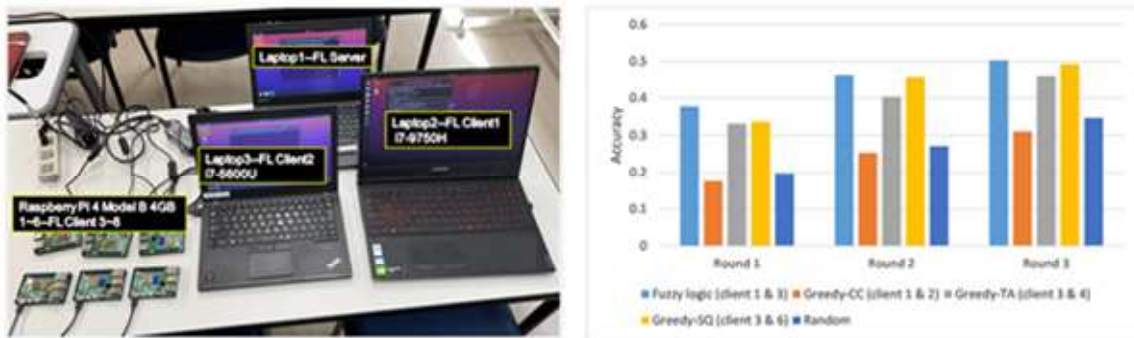 Laptop1--FL Server
Laptop2--FL Client1
i7-9750H
Laptop3--FL Client2
i7-5600U
Raspberry Pi 4 Model B 4GB
1~6--FL Client 3~8
0.6
0.5
0.4
0.3
0.2
0.1
0
Accuracy
Round 1
Round 2
Round 3
Fuzzy logic (client 1 & 3)
Greedy-CC (client 1 & 2)
Greedy-TA (client 3 & 4)
Greedy-SQ (client 3 & 6)
Random